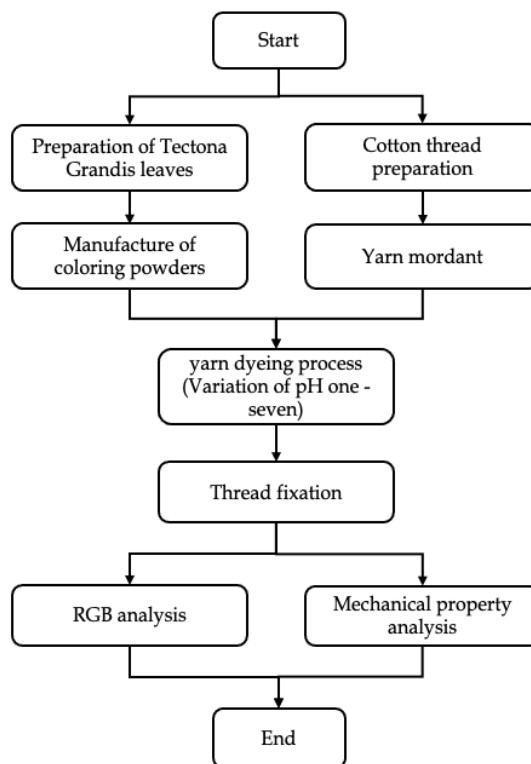 Start
Preparation of Tectona
Grandis leaves
Cotton thread
preparation
Manufacture of
coloring powders
Yarn mordant
yarn dyeing process
(Variation of pH one -
seven)
Thread fixation
RGB analysis
Mechanical property
analysis
End